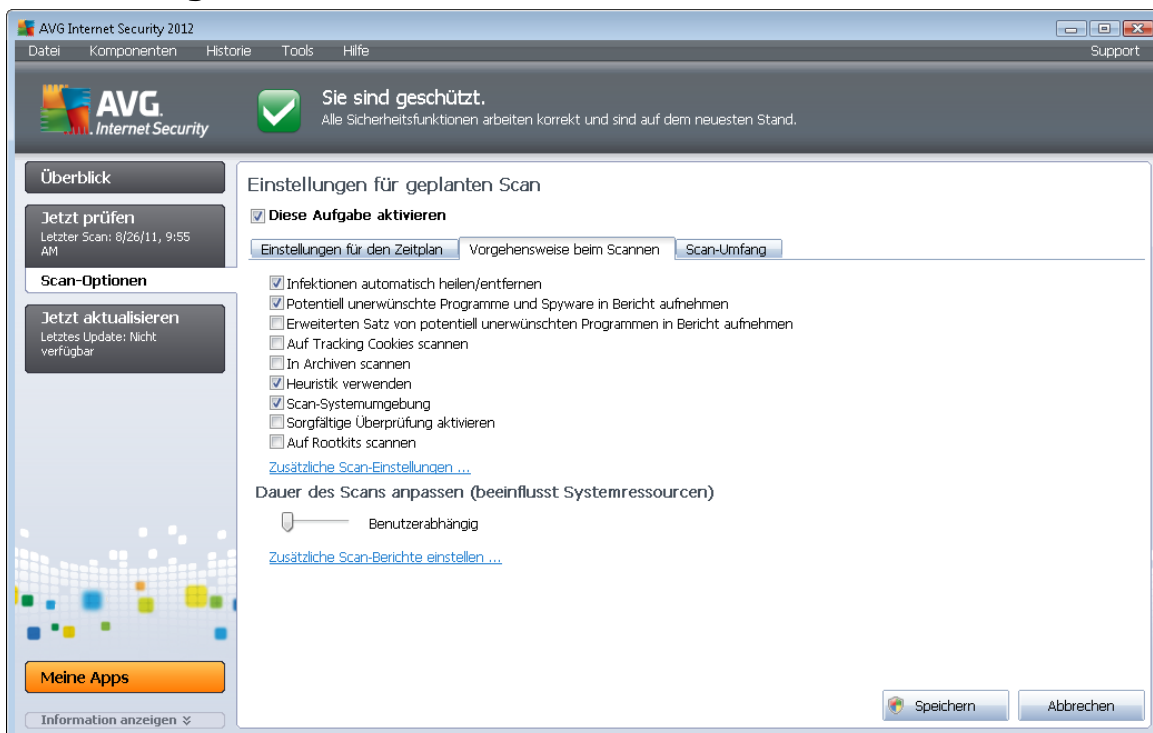 AVG Internet Security 2012
Datei Komponenten Historie Tools Hilfe Support
AVG.
Internet Security
Sie sind geschützt.
Alle Sicherheitsfunktionen arbeiten korrekt und sind auf dem neuesten Stand.
Überblick
Jetzt prüfen
Letzter Scan: 8/26/11, 9:55
AM
Scan-Optionen
Jetzt aktualisieren
Letztes Update: Nicht
verfügbar
Meine Apps
Information anzeigen
Einstellungen für geplanten Scan
Diese Aufgabe aktivieren
Einstellungen für den Zeitplan Vorgehensweise beim Scannen Scan-Umfang
Infektionen automatisch heilen/entfernen
Potentiell unerwünschte Programme und Spyware in Bericht aufnehmen
Erweiterten Satz von potentiell unerwünschten Programmen in Bericht aufnehmen
Auf Tracking Cookies scannen
In Archiven scannen
Heuristik verwenden
Scan-Systemumgebung
Sorgfältige Überprüfung aktivieren
Auf Rootkits scannen
Zusätzliche Scan-Einstellungen ...
Dauer des Scans anpassen (beeinflusst Systemressourcen)
Benutzerabhängig
Zusätzliche Scan-Berichte einstellen ...
Speichern Abbrechen